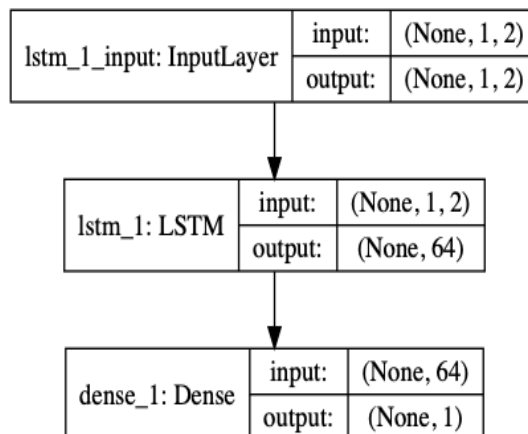 lstm_1_input: InputLayer
input:
(None, 1, 2)
output:
(None, 1, 2)
lstm_1: LSTM
input:
(None, 1, 2)
output:
(None, 64)
dense_1: Dense
input:
(None, 64)
output:
(None, 1)